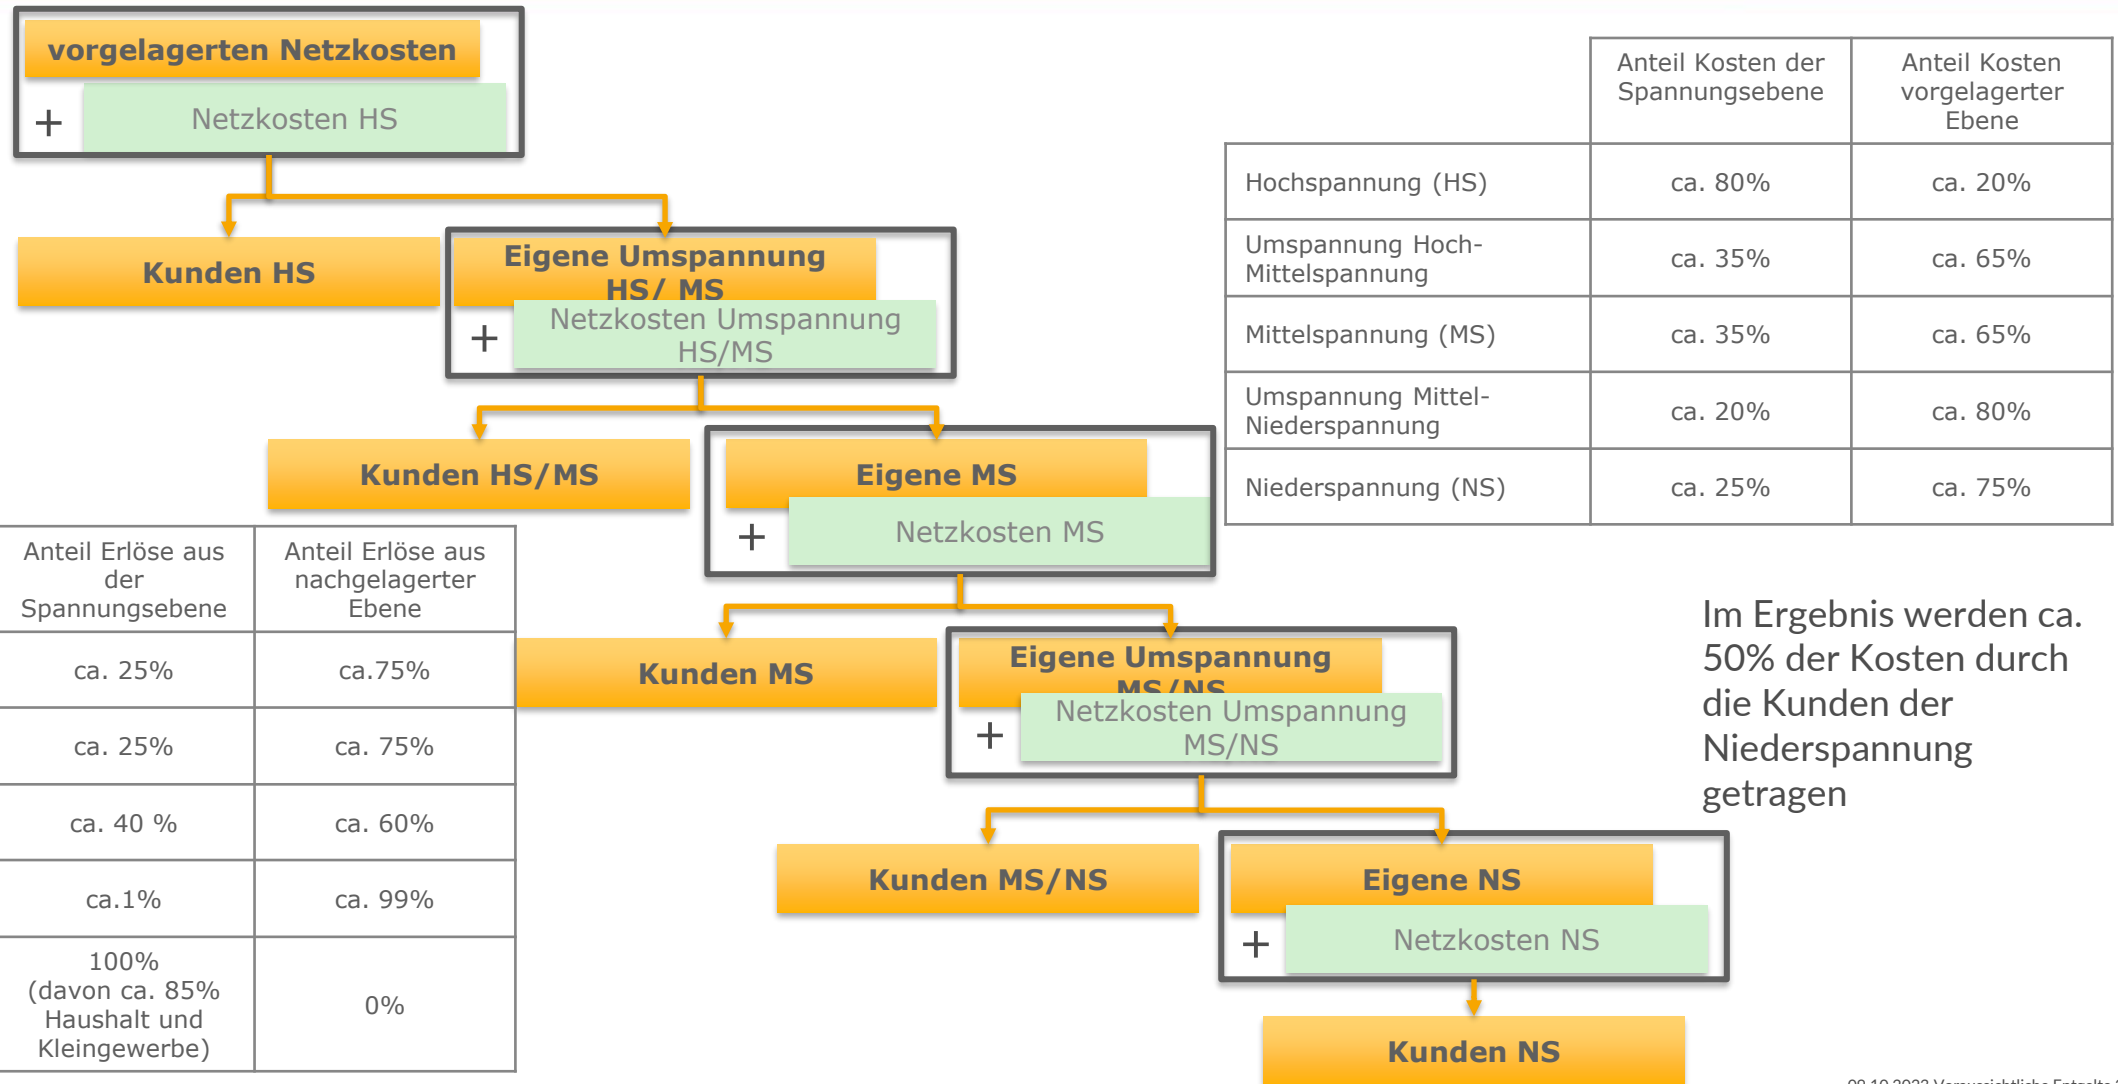 vorgelagerten Netzkosten
+
Netzkosten HS
Kunden HS
Eigene Umspannung
HS/ MS
+
Netzkosten Umspannung
HS/MS
Kunden HS/MS
Eigene MS
+
Netzkosten MS
Kunden MS
Eigene Umspannung
MS/NS
+
Netzkosten Umspannung
MS/NS
Kunden MS/NS
Eigene NS
+
Netzkosten NS
Kunden NS
Anteil Kosten der
Spannungsebene
Anteil Kosten
vorgelagerter
Ebene
Hochspannung (HS)
ca. 80%
ca. 20%
Umspannung Hoch-
Mittelspannung
ca. 35%
ca. 65%
Mittelspannung (MS)
ca. 35%
ca. 65%
Umspannung Mittel-
Niederspannung
ca. 20%
ca. 80%
Niederspannung (NS)
ca. 25%
ca. 75%
Anteil Erlöse aus
der
Spannungsebene
Anteil Erlöse aus
nachgelagerter
Ebene
ca. 25%
ca.75%
ca. 25%
ca. 75%
ca. 40 %
ca. 60%
ca.1%
ca. 99%
100%
(davon ca. 85%
Haushalt und
Kleingewerbe)
0%
Im Ergebnis werden ca.
50% der Kosten durch
die Kunden der
Niederspannung
getragen